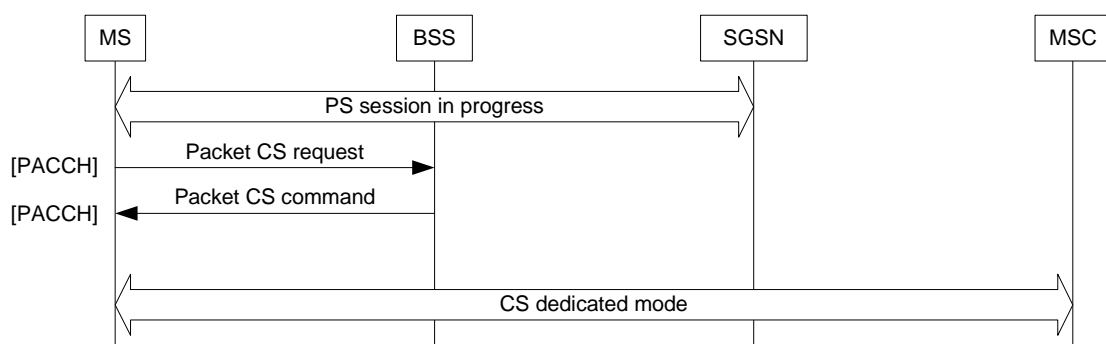 MS
BSS
SGSN
MSC
PS session in progress
[PACCH]
Packet CS request
[PACCH]
Packet CS command
CS dedicated mode